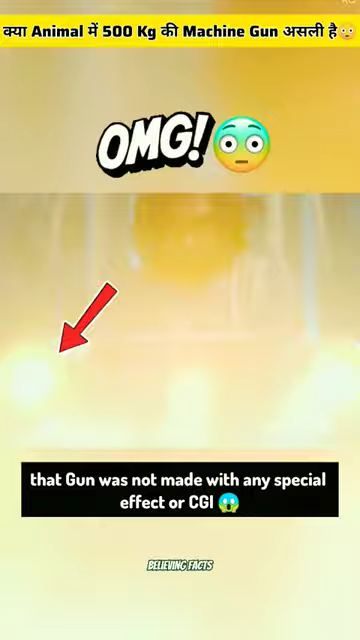 क्या Animal में 500 Kg की Machine Gun असली है😳
OMG!😳
that Gun was not made with any special
effect or CGI 😱
BELIEVING FACTS